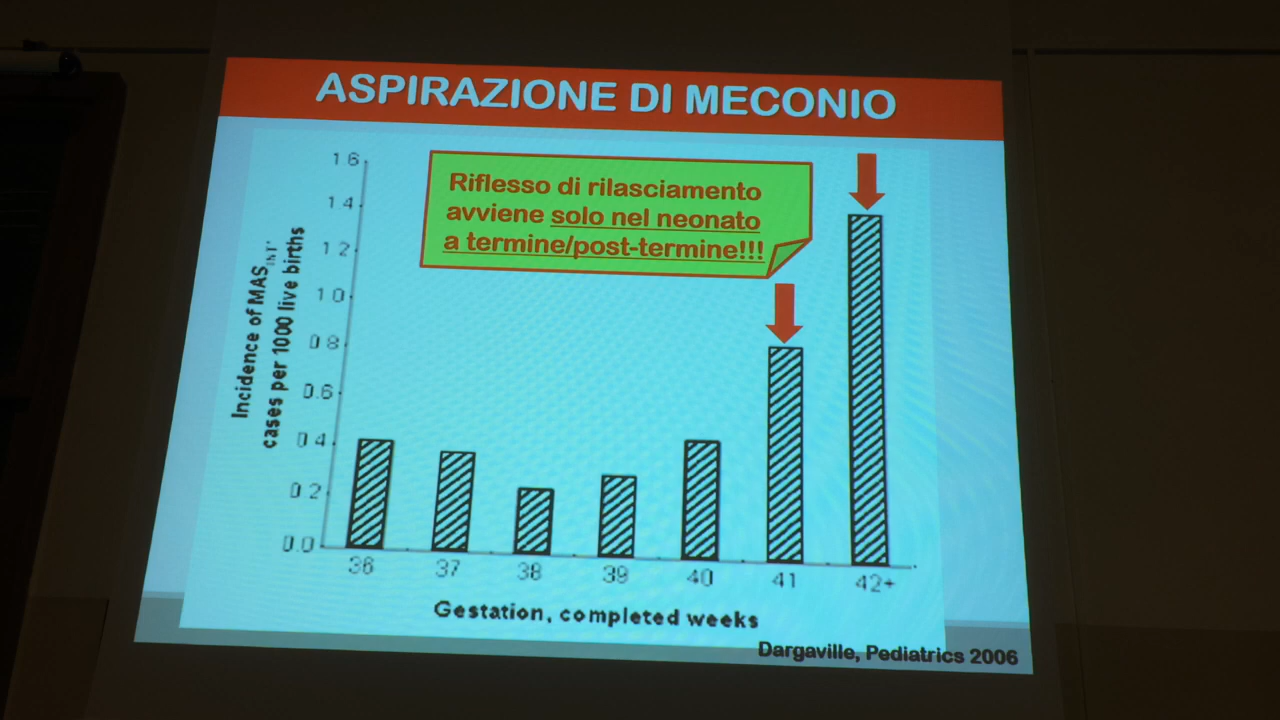 ASPIRAZIONE DI MECONIO
Riflesso di rilasciamento
avviene solo nel neonato
a termine/post-termine!!!
Incidence of MAS INT,
cases per 1000 live births
1.6
1.4
1.2
1.0
0.8
0.6
0.4
0.2
0.0
36 37 38 39 40 41 42+
Gestation, completed weeks
Dargaville, Pediatrics 2006